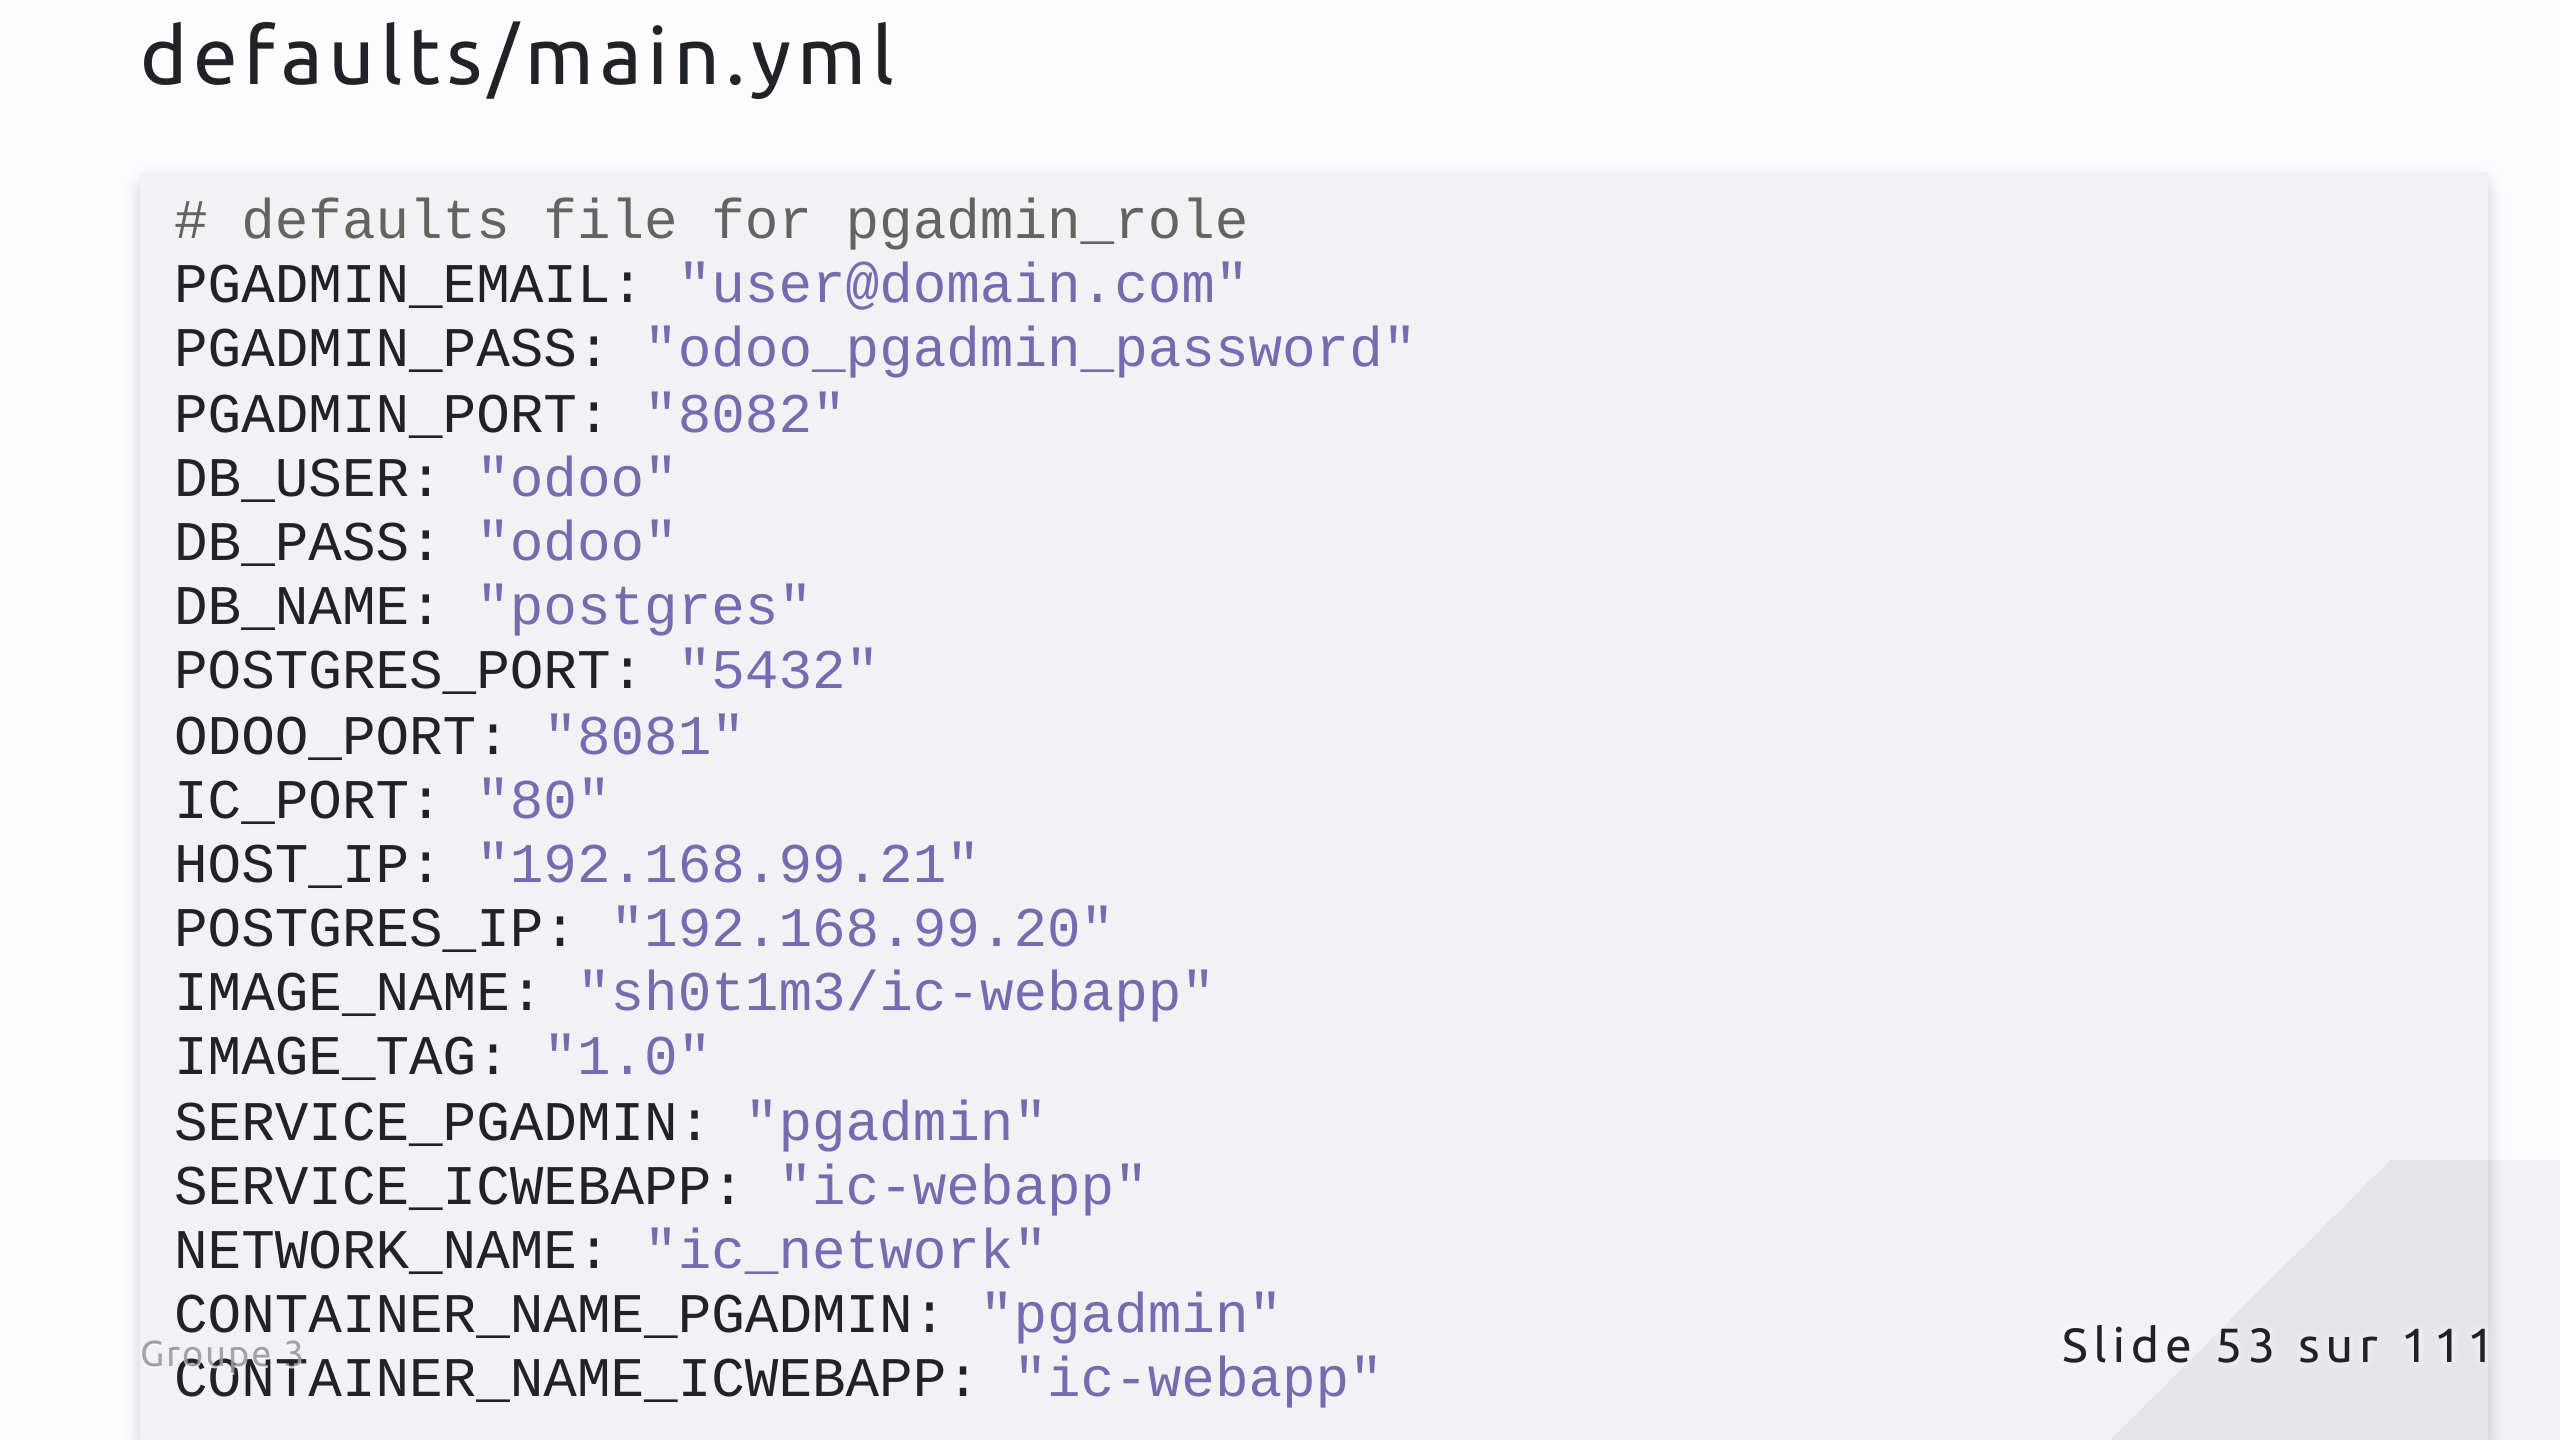 defaults/main.yml
# defaults file for pgadmin_role
PGADMIN_EMAIL: "user@domain.com"
PGADMIN_PASS: "odoo_pgadmin_password"
PGADMIN_PORT: "8082"
DB_USER: "odoo"
DB_PASS: "odoo"
DB_NAME: "postgres"
POSTGRES_PORT: "5432"
ODOO_PORT: "8081"
IC_PORT: "80"
HOST_IP: "192.168.99.21"
POSTGRES_IP: "192.168.99.20"
IMAGE_NAME: "sh0t1m3/ic-webapp"
IMAGE_TAG: "1.0"
SERVICE_PGADMIN: "pgadmin"
SERVICE_ICWEBAPP: "ic-webapp"
NETWORK_NAME: "ic_network"
CONTAINER_NAME_PGADMIN: "pgadmin"
CONTAINER_NAME_ICWEBAPP: "ic-webapp"
Groupe 3
Slide 53 sur 111